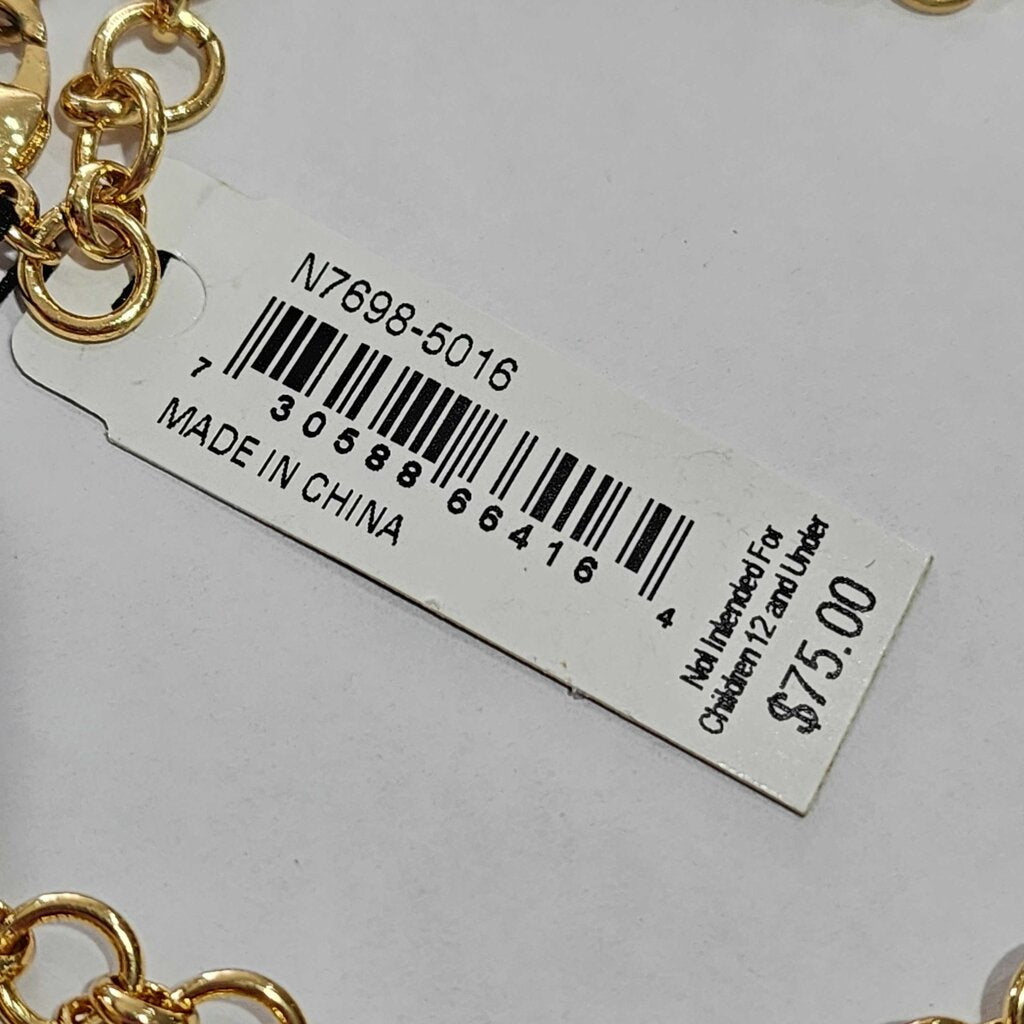 N7698-5016
7 30588 66416 4
MADE IN CHINA
Not Intended For
Children 12 and Under
$75.00